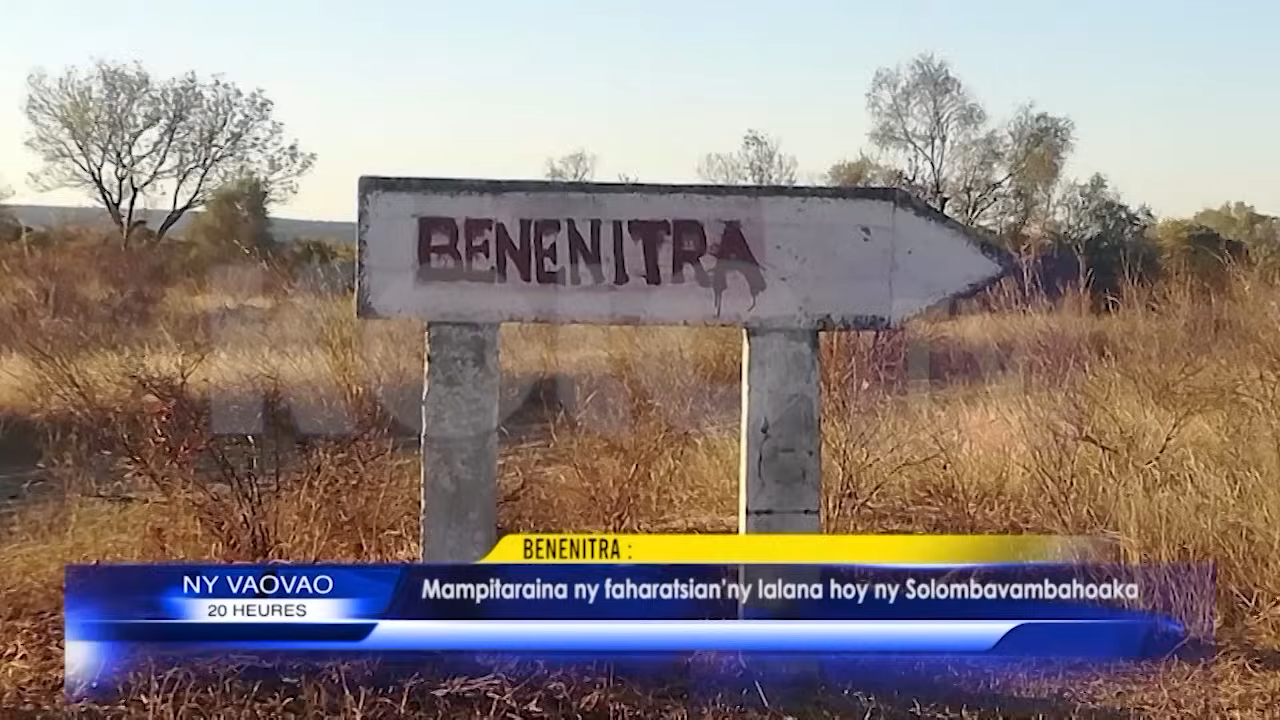 BENENITRA
BENENITRA :
NY VAOVAO
20 HEURES
Mampitaraina ny faharatsian'ny lalana hoy ny Solombavambahoaka